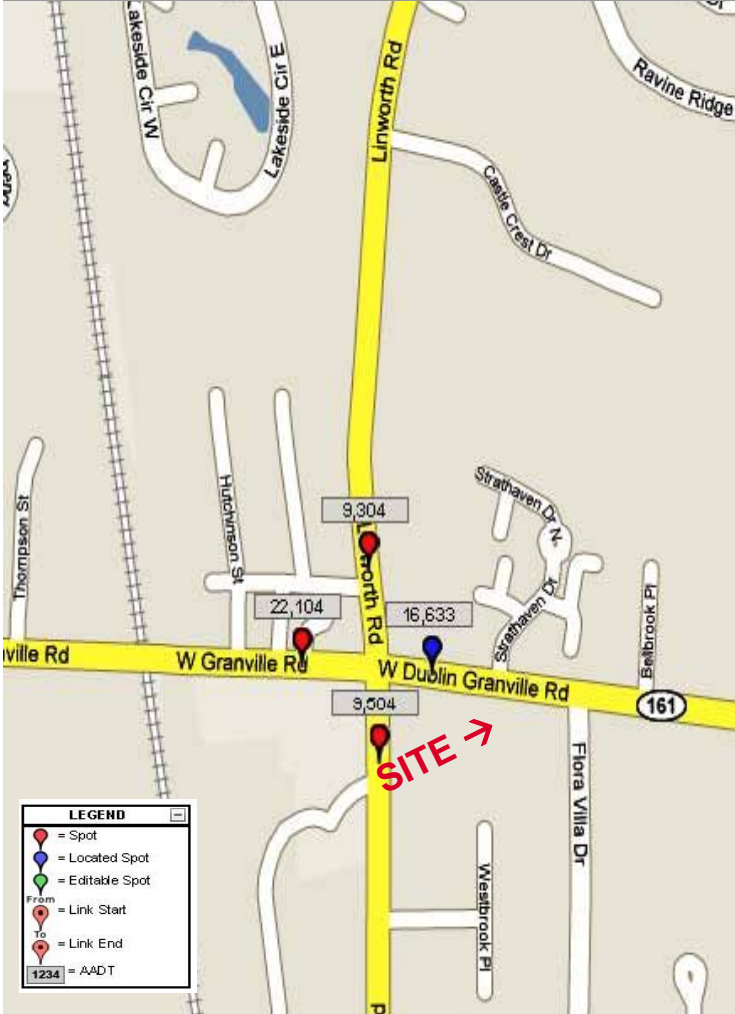 Lakeside Cir W
Lakeside Cir E
Linworth Rd
Ravine Ridge
Castle Crest Dr
Strathaven Dr N
Hutchinson St
Thompson St
9,304
worth Rd
22,104
16,633
Strathaven Dr
Bellbrook Pl
ville Rd
W Granville Rd
W Dublin Granville Rd
161
9,504
SITE →
Flora Villa Dr
Westbrook Pl
LEGEND
= Spot
= Located Spot
= Editable Spot
From
= Link Start
To
= Link End
1234 = AADT